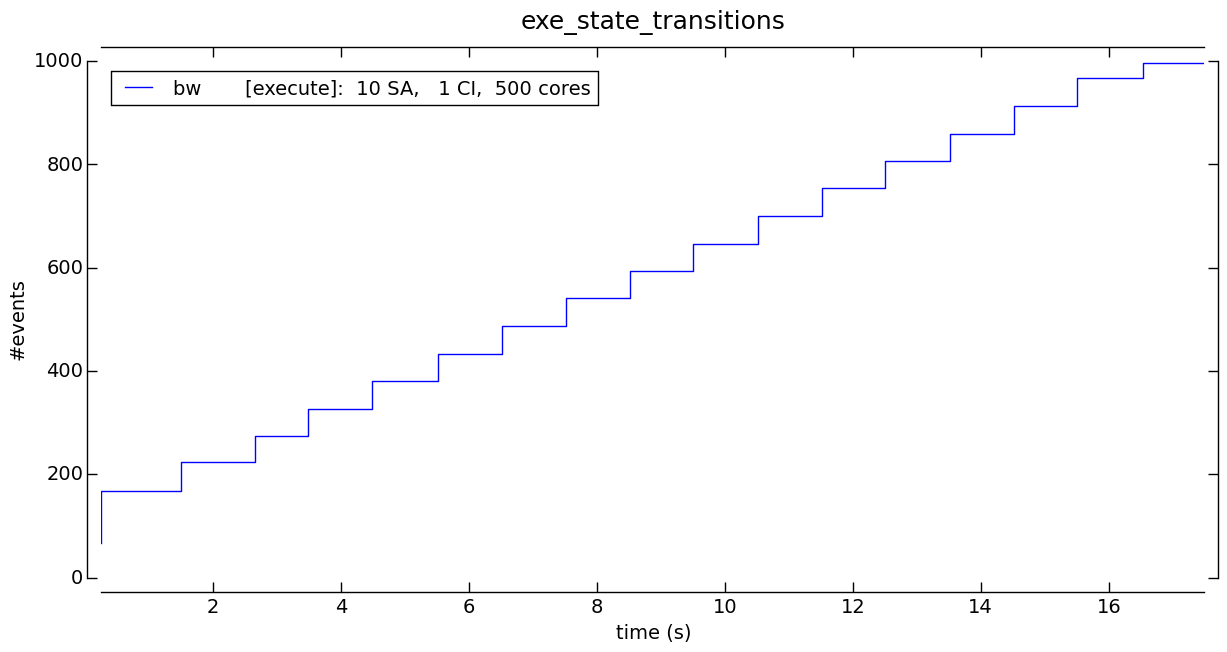 exe_state_transitions
1000
bw [execute]: 10 SA, 1 CI, 500 cores
800
600
#events
400
200
0
2 4 6 8 10 12 14 16
time (s)